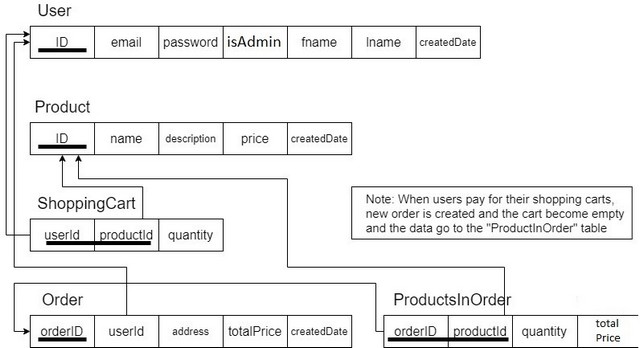 User
ID email password isAdmin fname lname createdDate
Product
ID name description price createdDate
ShoppingCart
userId productId quantity
Note: When users pay for their shopping carts,
new order is created and the cart become empty
and the data go to the "ProductInOrder" table
Order
orderID userId address totalPrice createdDate
ProductsInOrder
orderID productId quantity total
Price